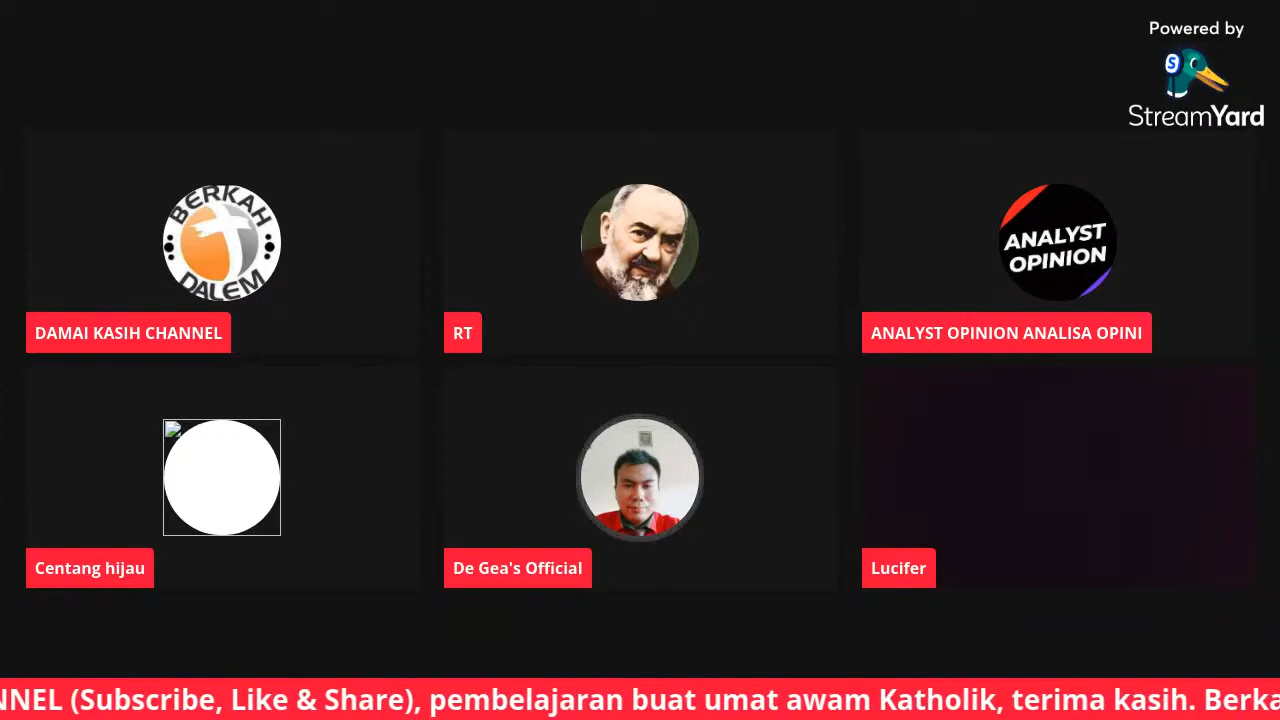 Powered by
S
StreamYard
BERKAH
DALEM
ANALYST
OPINION
DAMAI KASIH CHANNEL
RT
ANALYST OPINION ANALISA OPINI
Centang hijau
De Gea's Official
Lucifer
NNEL (Subscribe, Like & Share), pembelajaran buat umat awam Katholik, terima kasih. Berka